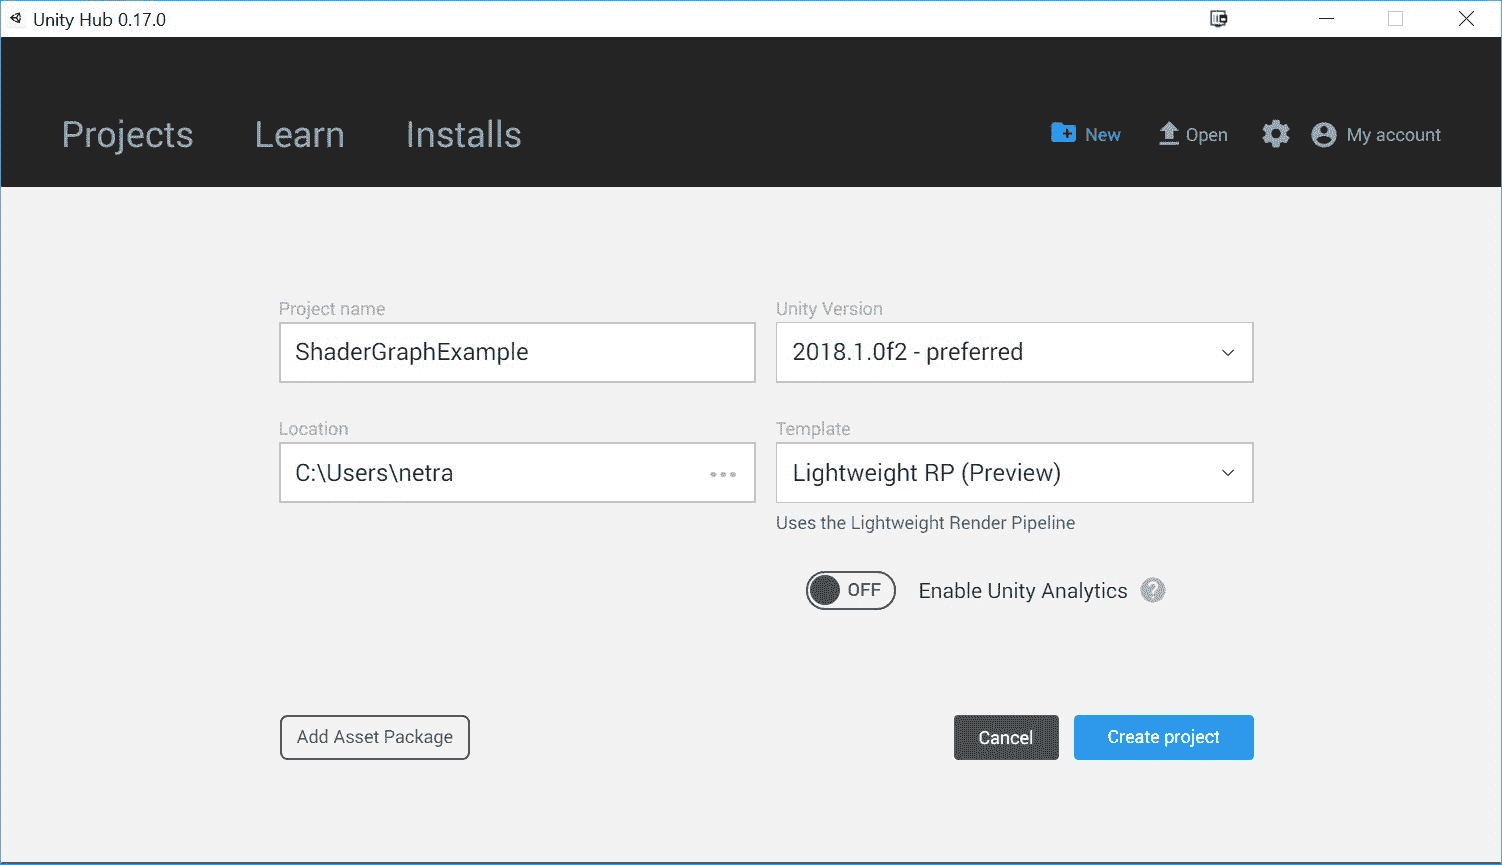 Unity Hub 0.17.0
Projects Learn Installs New Open My account
Project name Unity Version
ShaderGraphExample 2018.1.0f2 - preferred
Location Template
C:\Users\netra ••• Lightweight RP (Preview)
Uses the Lightweight Render Pipeline
OFF Enable Unity Analytics ?
Add Asset Package Cancel Create project